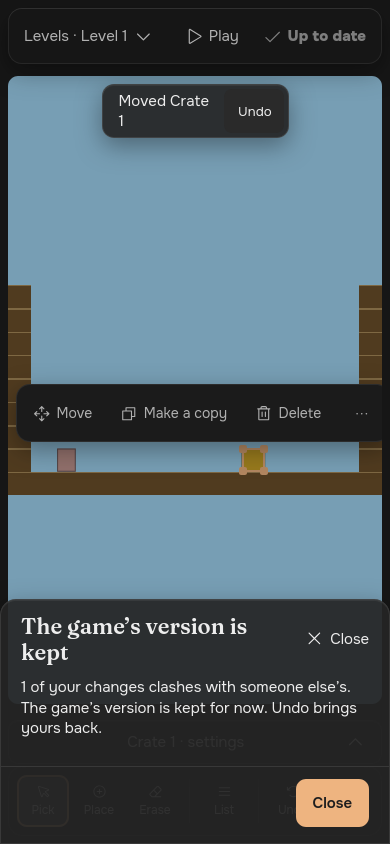 Levels · Level 1
Play
Up to date
Moved Crate
1
Undo
Move
Make a copy
Delete
The game’s version is
kept
Close
1 of your changes clashes with someone else’s.
The game’s version is kept for now. Undo brings
yours back.
Crate 1 · settings
Pick
Place
Erase
List
Close